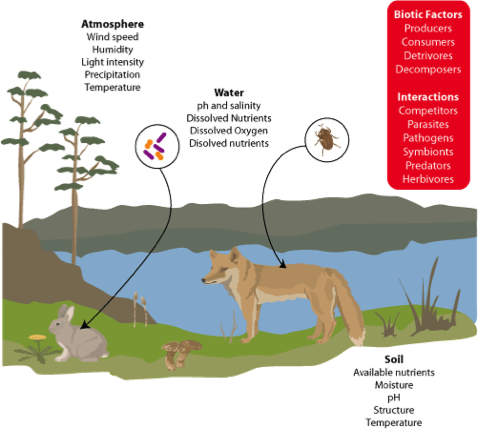 Atmosphere
Wind speed
Humidity
Light intensity
Precipitation
Temperature
Water
ph and salinity
Dissolved Nutrients
Dissolved Oxygen
Disolved nutrients
Biotic Factors
Producers
Consumers
Detrivores
Decomposers
Interactions
Competitors
Parasites
Pathogens
Symbionts
Predators
Herbivores
Soil
Available nutrients
Moisture
pH
Structure
Temperature